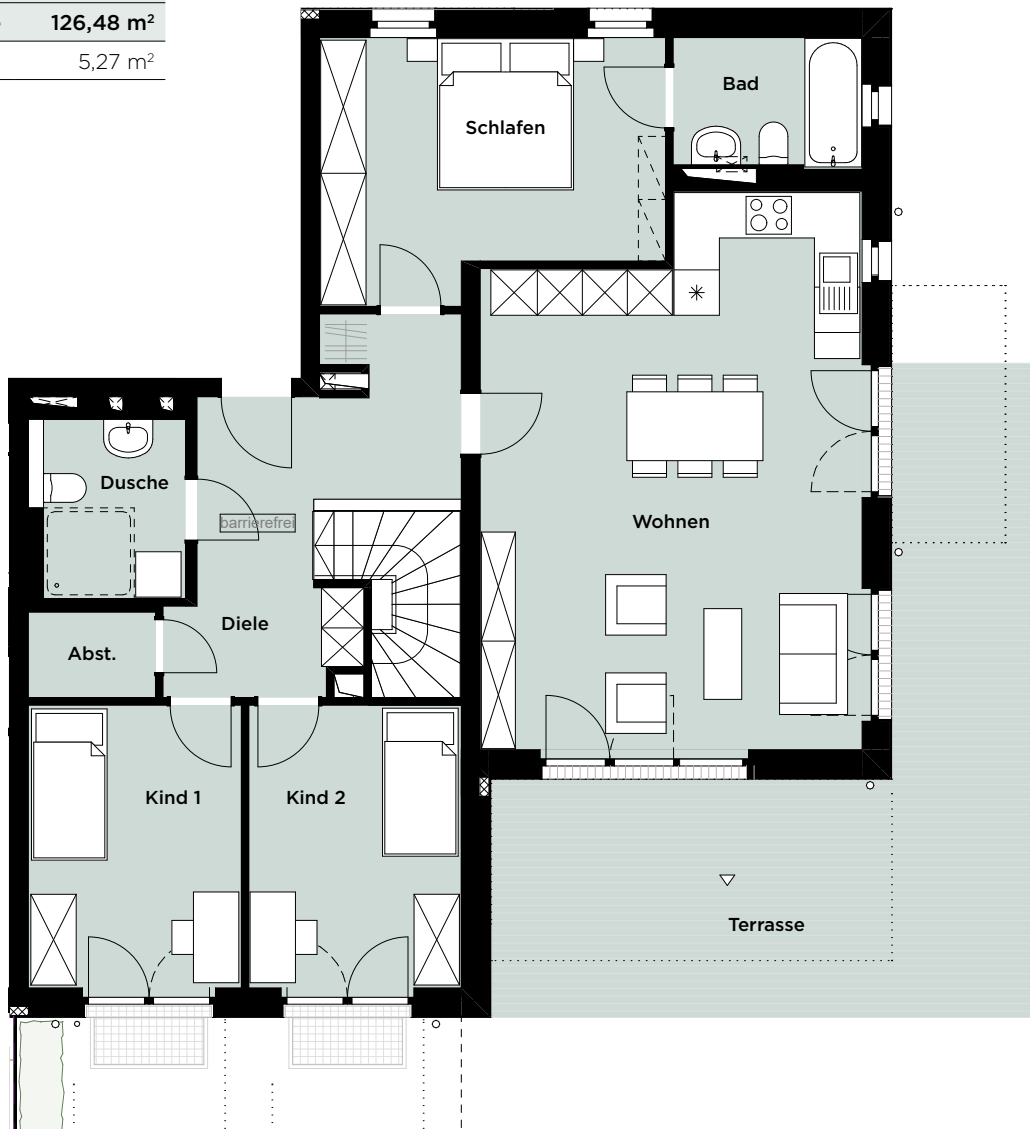 126,48 m²
5,27 m²
Bad
Schlafen
Dusche
barrierefrei
Wohnen
Diele
Abst.
Kind 1
Kind 2
Terrasse